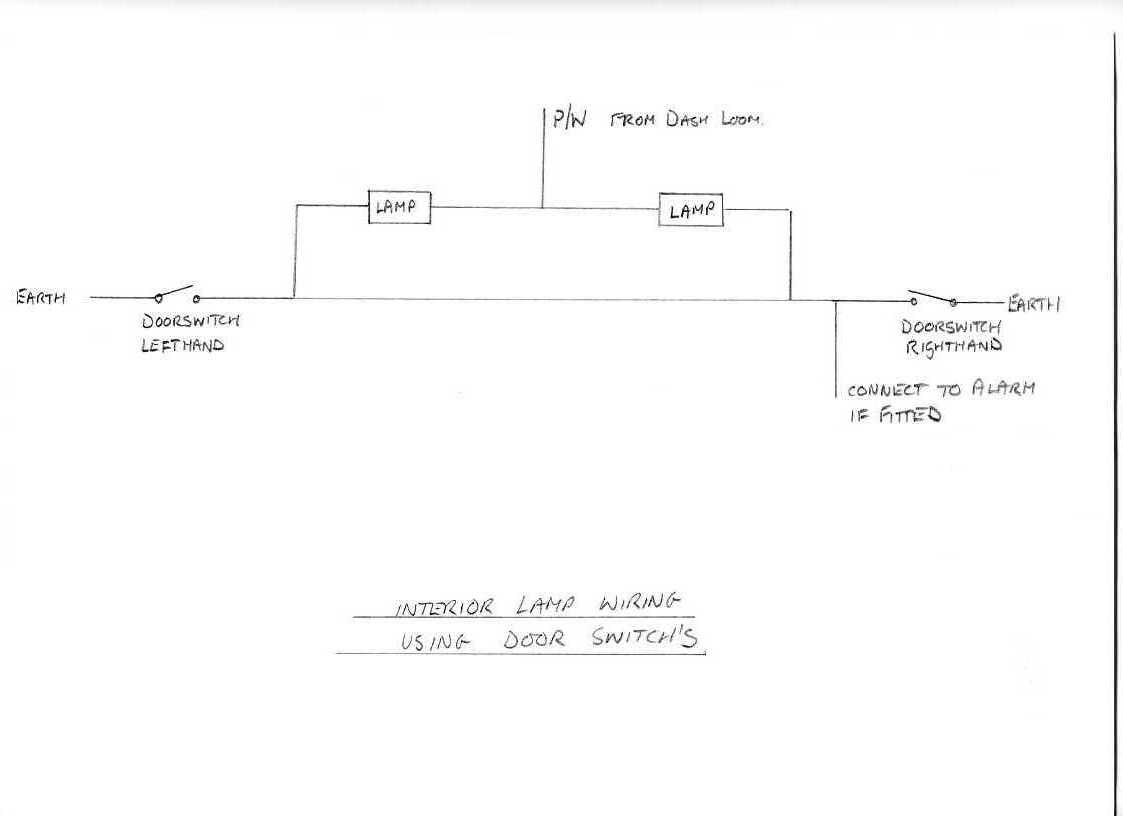 P/W FROM DASH LOOM.
LAMP
LAMP
EARTH
EARTH
DOORSWITCH
LEFTHAND
DOORSWITCH
RIGHTHAND
CONNECT TO ALARM
IF FITTED
INTERIOR LAMP WIRING
USING DOOR SWITCH'S